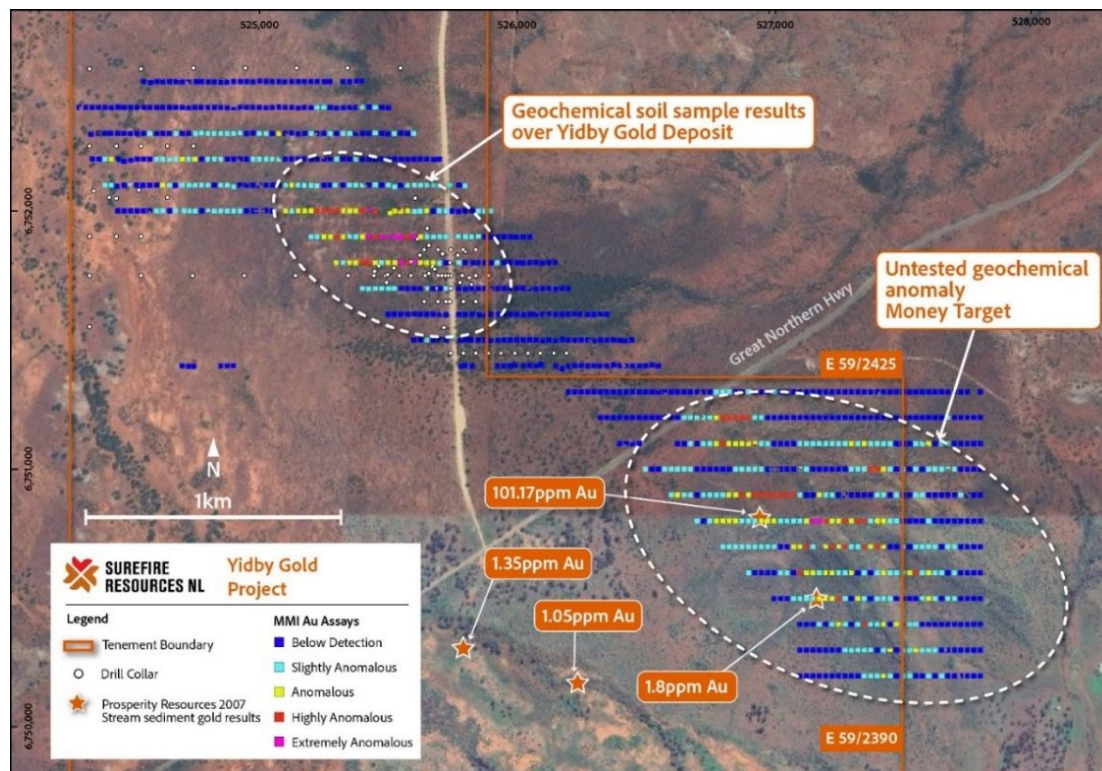 525,000
526,000
527,000
528,000
Geochemical soil sample results
over Yidby Gold Deposit
6,752,000
Untested geochemical
anomaly
Money Target
Great Northern Hwy
E 59/2425
N
1km
6,751,000
101.17ppm Au
1.35ppm Au
1.05ppm Au
1.8ppm Au
E 59/2390
6,750,000
SUREFIRE
RESOURCES NL
Yidby Gold
Project
Legend
Tenement Boundary
Drill Collar
Prosperity Resources 2007
Stream sediment gold results
MMI Au Assays
Below Detection
Slightly Anomalous
Anomalous
Highly Anomalous
Extremely Anomalous